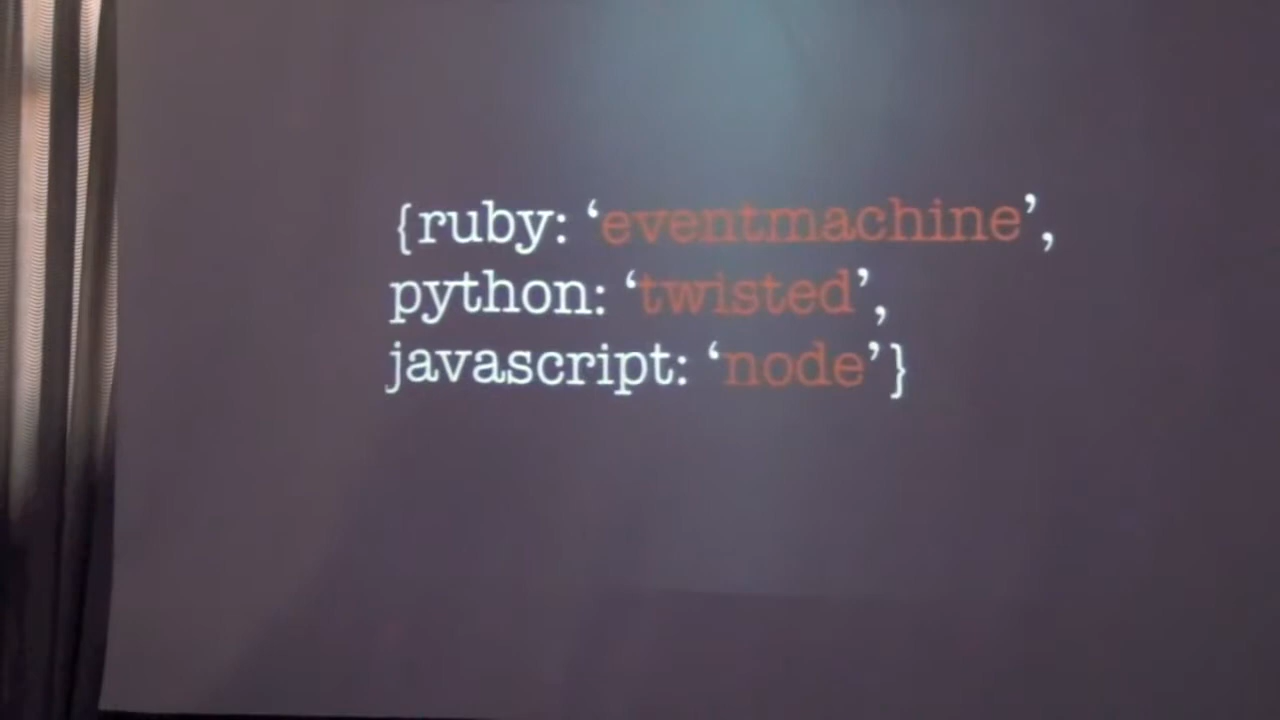 {ruby: ‘eventmachine’,
python: ‘twisted’,
javascript: ‘node’}